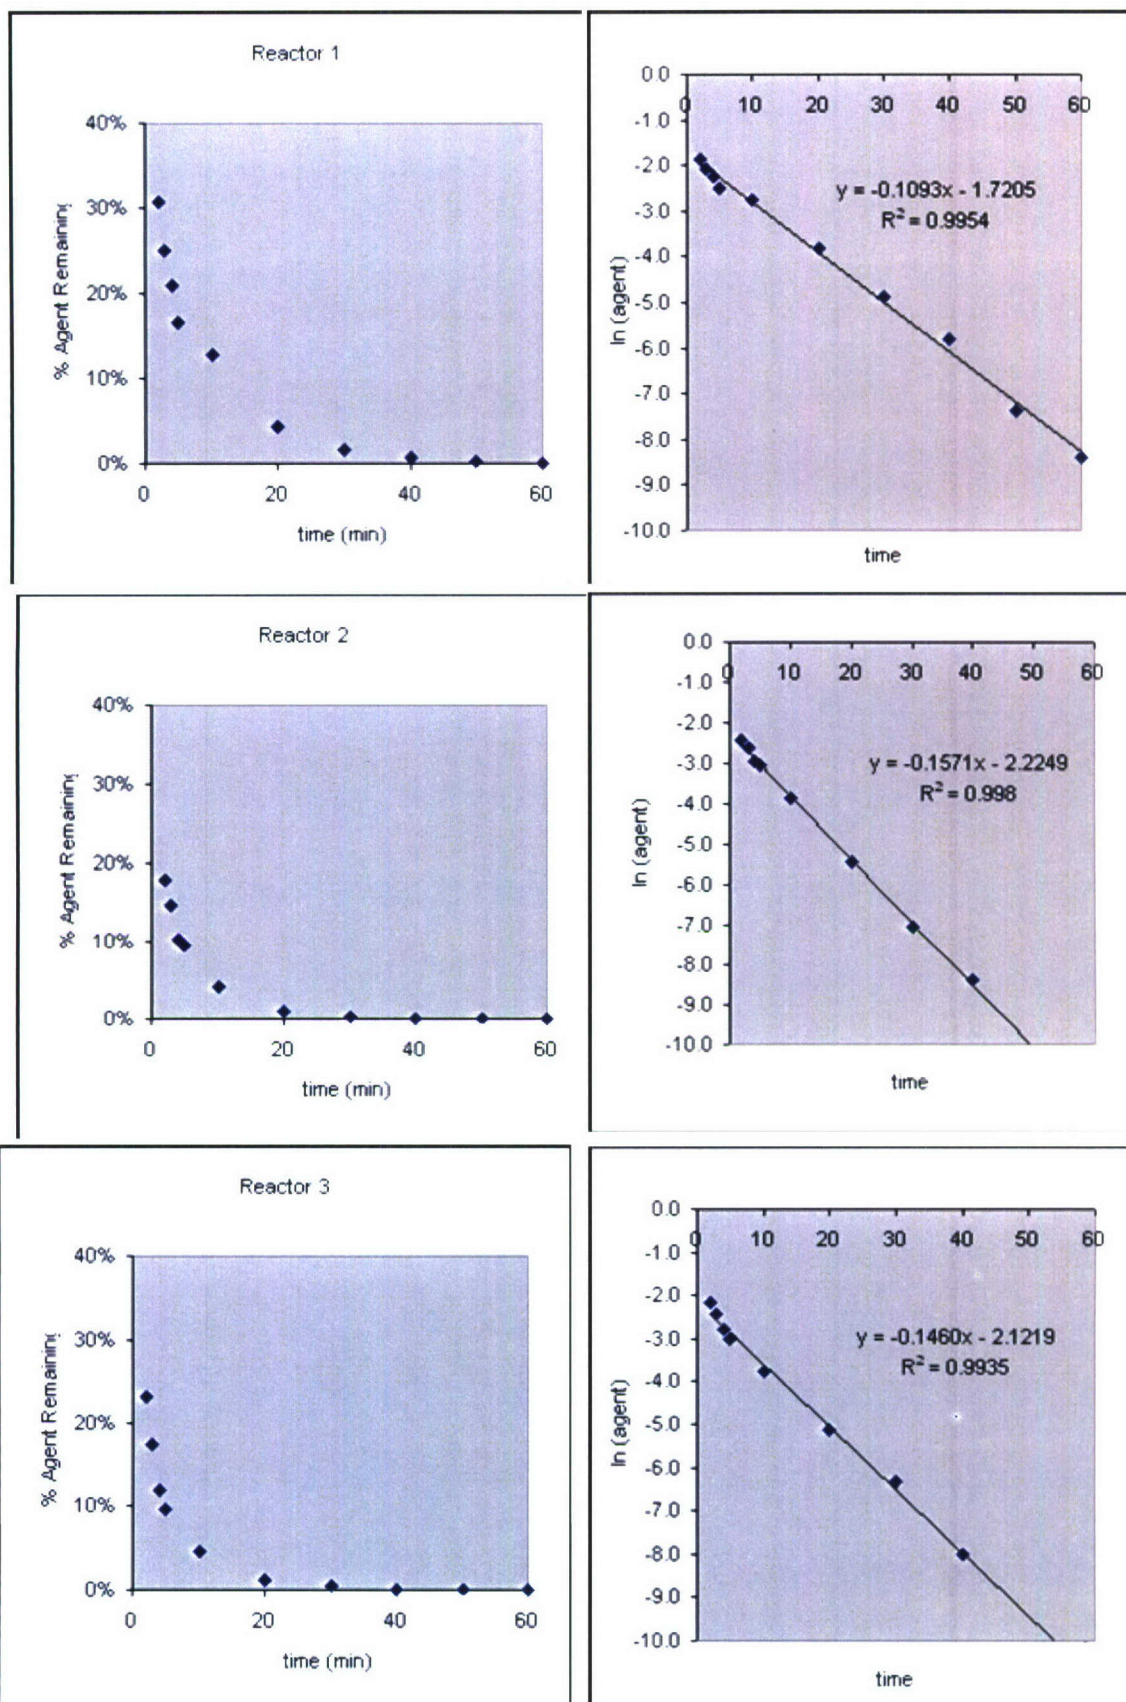 Reactor 1
40%
30%
20%
10%
0%
% Agent Remaining
0 20 40 60
time (min)
0.0
-1.0
-2.0
-3.0
-4.0
-5.0
-6.0
-7.0
-8.0
-9.0
-10.0
ln (agent)
0 10 20 30 40 50 60
y = -0.1093x - 1.7205
R² = 0.9954
time
Reactor 2
40%
30%
20%
10%
0%
% Agent Remaining
0 20 40 60
time (min)
0.0
-1.0
-2.0
-3.0
-4.0
-5.0
-6.0
-7.0
-8.0
-9.0
-10.0
ln (agent)
0 10 20 30 40 50 60
y = -0.1571x - 2.2249
R² = 0.998
time
Reactor 3
40%
30%
20%
10%
0%
% Agent Remaining
0 20 40 60
time (min)
0.0
-1.0
-2.0
-3.0
-4.0
-5.0
-6.0
-7.0
-8.0
-9.0
-10.0
ln (agent)
0 10 20 30 40 50 60
y = -0.1460x - 2.1219
R² = 0.9935
time